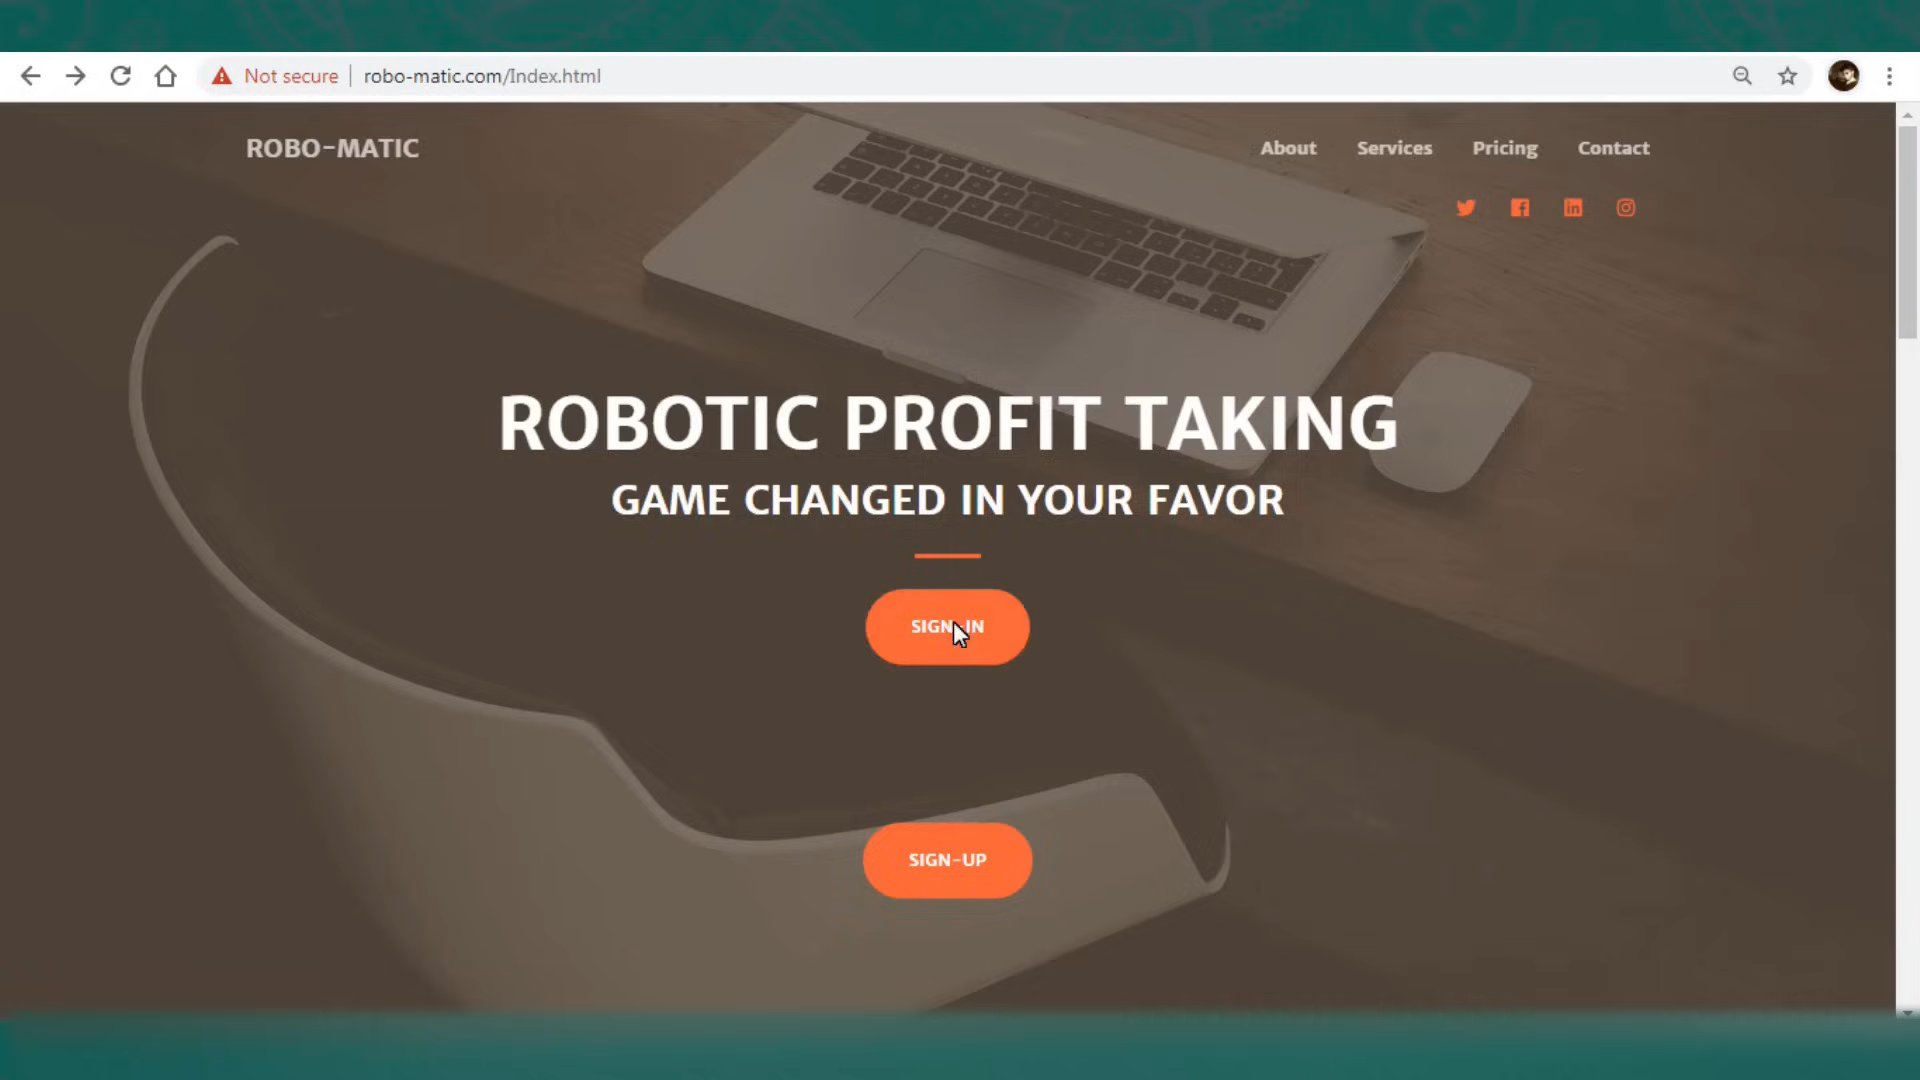 Not secure | robo-matic.com/Index.html
ROBO-MATIC
About Services Pricing Contact
ROBOTIC PROFIT TAKING
GAME CHANGED IN YOUR FAVOR
SIGN-IN
SIGN-UP